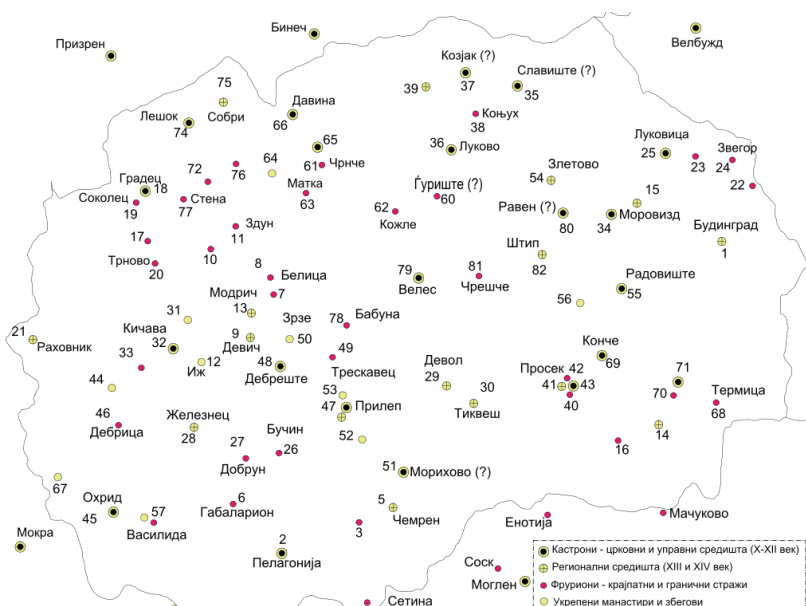 Бинеч
Велбужд
Призрен
Козјак (?)
37
Славиште (?)
35
75
Собри
39
Давина
66
Лешок
74
Коњух
38
65
36
Луково
Луковица
25
Звегор
23
24
22
72
76
64
61
Чрнче
Матка
63
Градец
18
Соколец
19
77
Стена
Злетово
54
15
Ѓуриште (?)
60
62
Кожле
Равен (?)
80
34
Моровизд
Будинград
1
Здун
11
17
10
Трново
20
Штип
82
8
Белица
7
79
Велес
81
Чрешче
Радовиште
55
56
Модрич
13
31
21
Раховник
Кичава
32
9
Девич
Зрзе
50
78
Бабуна
Конче
69
33
12
Иж
48
Дебреште
49
Трескавец
Девол
29
30
Тиквеш
Просек
42
41
43
40
71
70
Термица
68
44
53
47
Прилеп
46
Дебрица
Железнец
28
52
14
16
Бучин
27
26
Добрун
51
Морихово (?)
67
6
Габаларион
5
Чемрен
Охрид
45
57
Василида
3
Енотија
Мачуково
Мокра
2
Пелагонија
Соск
Моглен
Сетина
Кастрони - црковни и управни средишта (X-XII век)
Регионални средишта (XIII и XIV век)
Фруриони - крајпатни и гранични стражи
Укрепени манастири и збегови